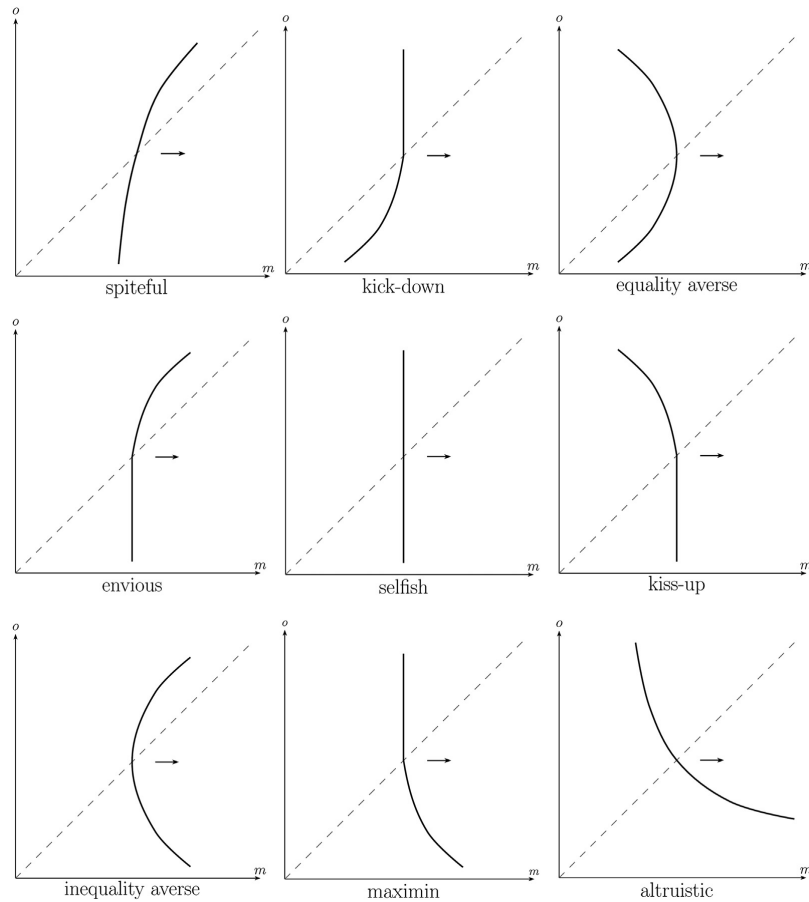 o o o
m m m
spiteful kick-down equality averse
o o o
m m m
envious selfish kiss-up
o o o
m m m
inequality averse maximin altruistic